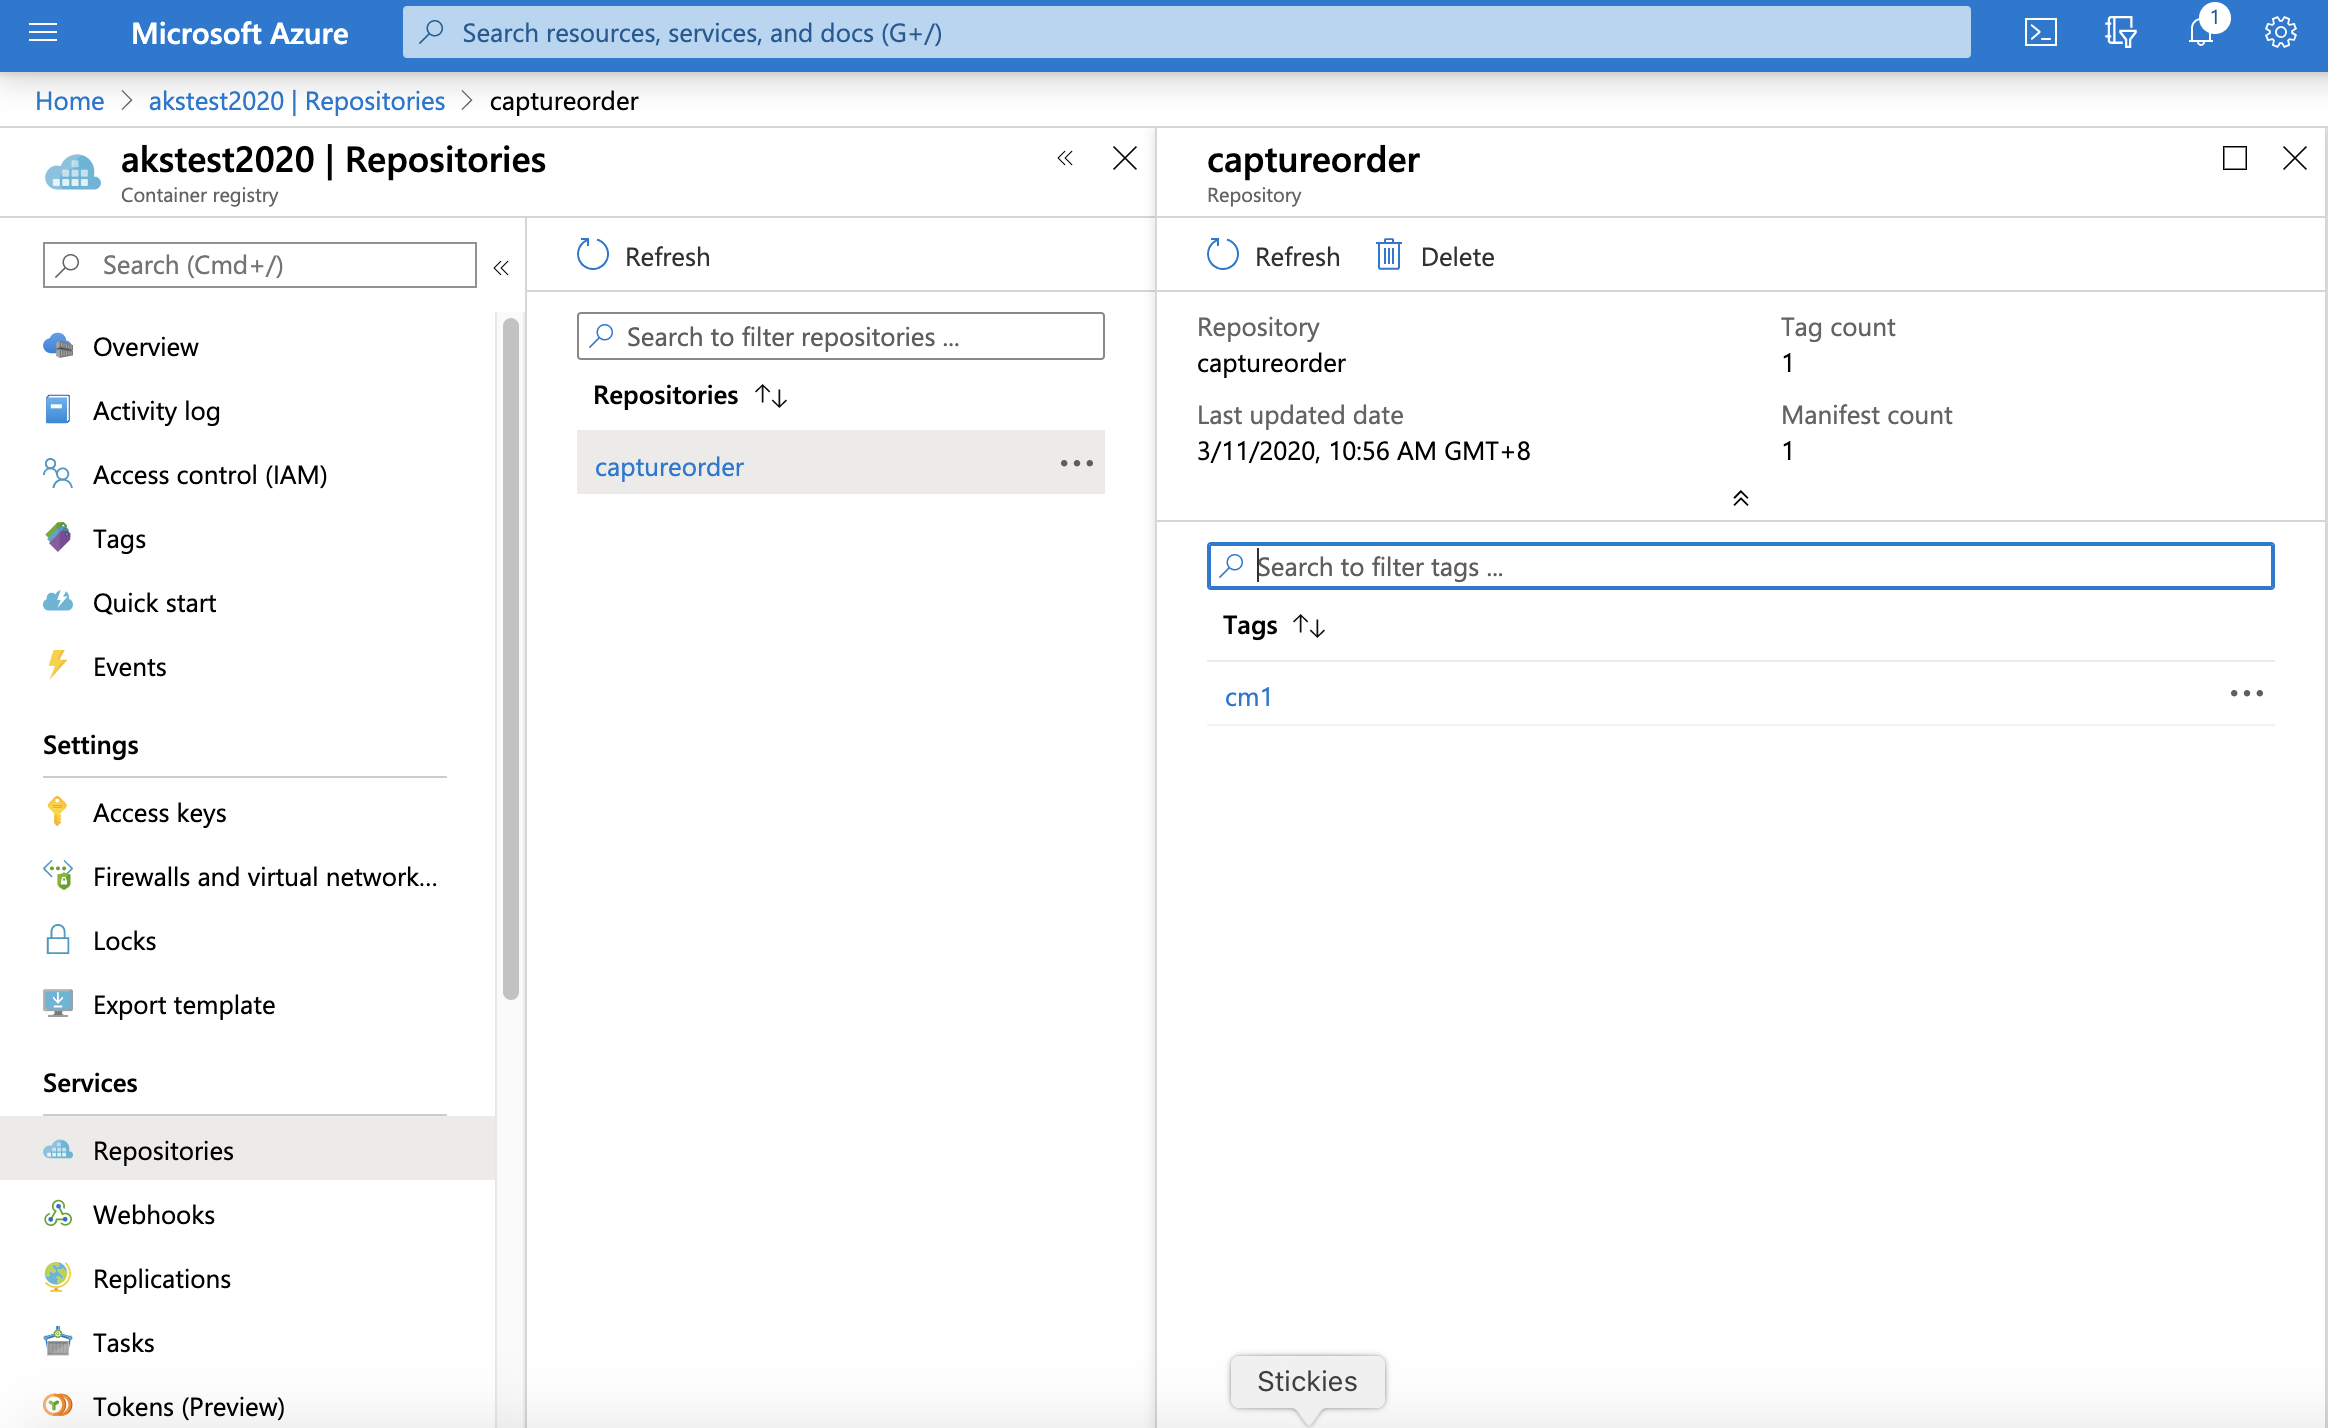 Microsoft Azure
Search resources, services, and docs (G+/)
1
Home > akstest2020 | Repositories > captureorder
akstest2020 | Repositories
Container registry
Search (Cmd+/)
Overview
Activity log
Access control (IAM)
Tags
Quick start
Events
Settings
Access keys
Firewalls and virtual network...
Locks
Export template
Services
Repositories
Webhooks
Replications
Tasks
Tokens (Preview)
Refresh
Search to filter repositories ...
Repositories
captureorder
captureorder
Repository
Refresh
Delete
Repository
captureorder
Tag count
1
Last updated date
3/11/2020, 10:56 AM GMT+8
Manifest count
1
Search to filter tags ...
Tags
cm1
Stickies